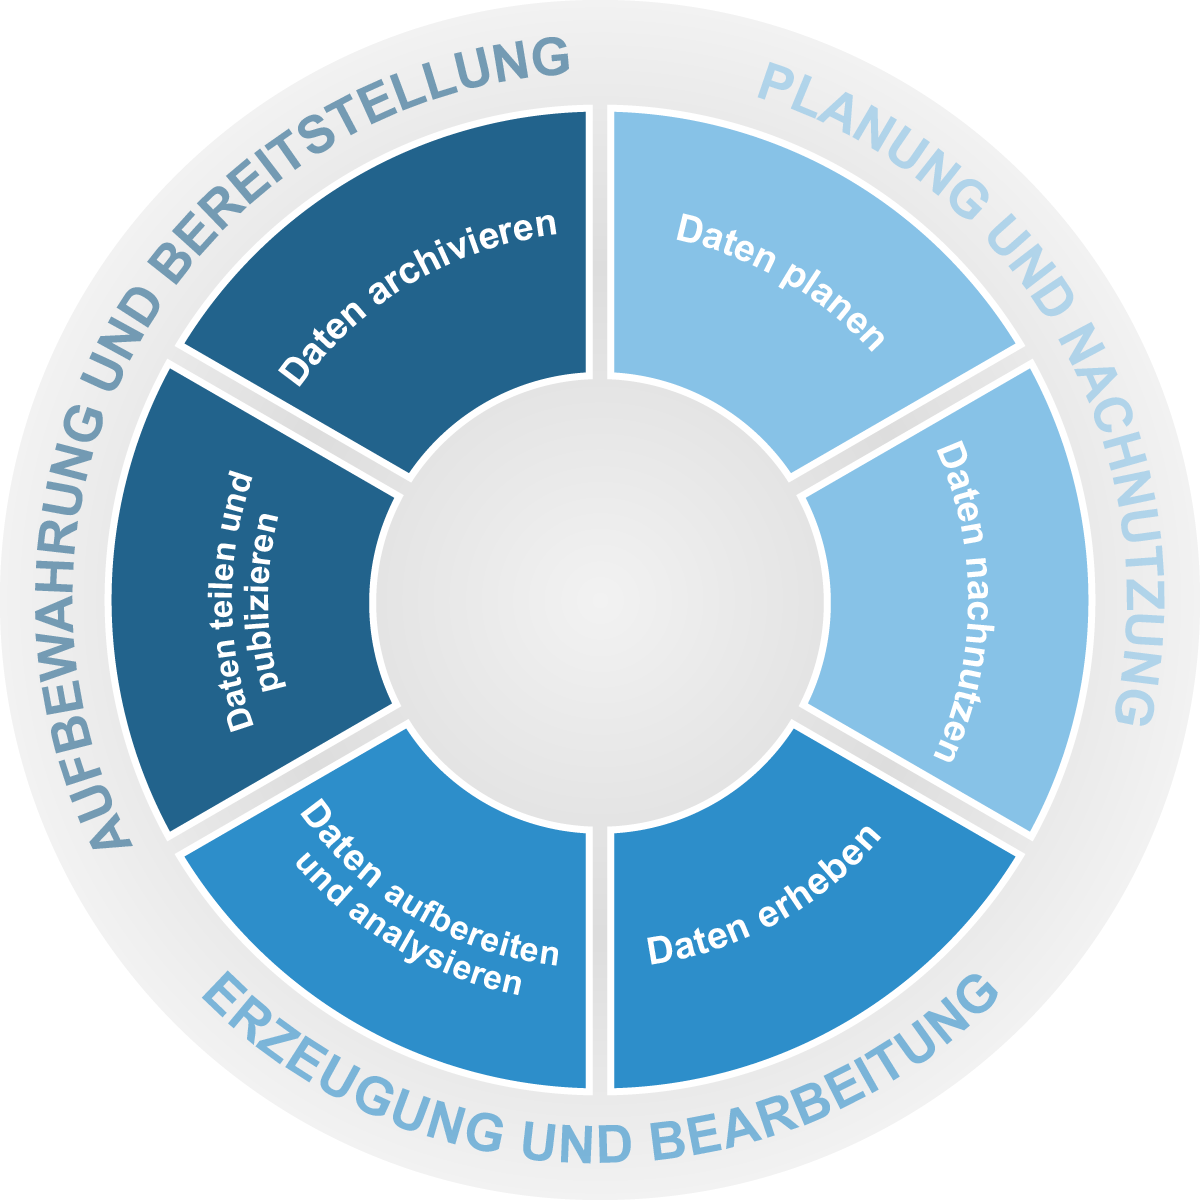 PLANUNG UND NACHNUTZUNG
Daten planen
Daten nachnutzen
ERZEUGUNG UND BEARBEITUNG
Daten erheben
Daten aufbereiten
und analysieren
AUFBEWAHRUNG UND BEREITSTELLUNG
Daten teilen und
publizieren
Daten archivieren